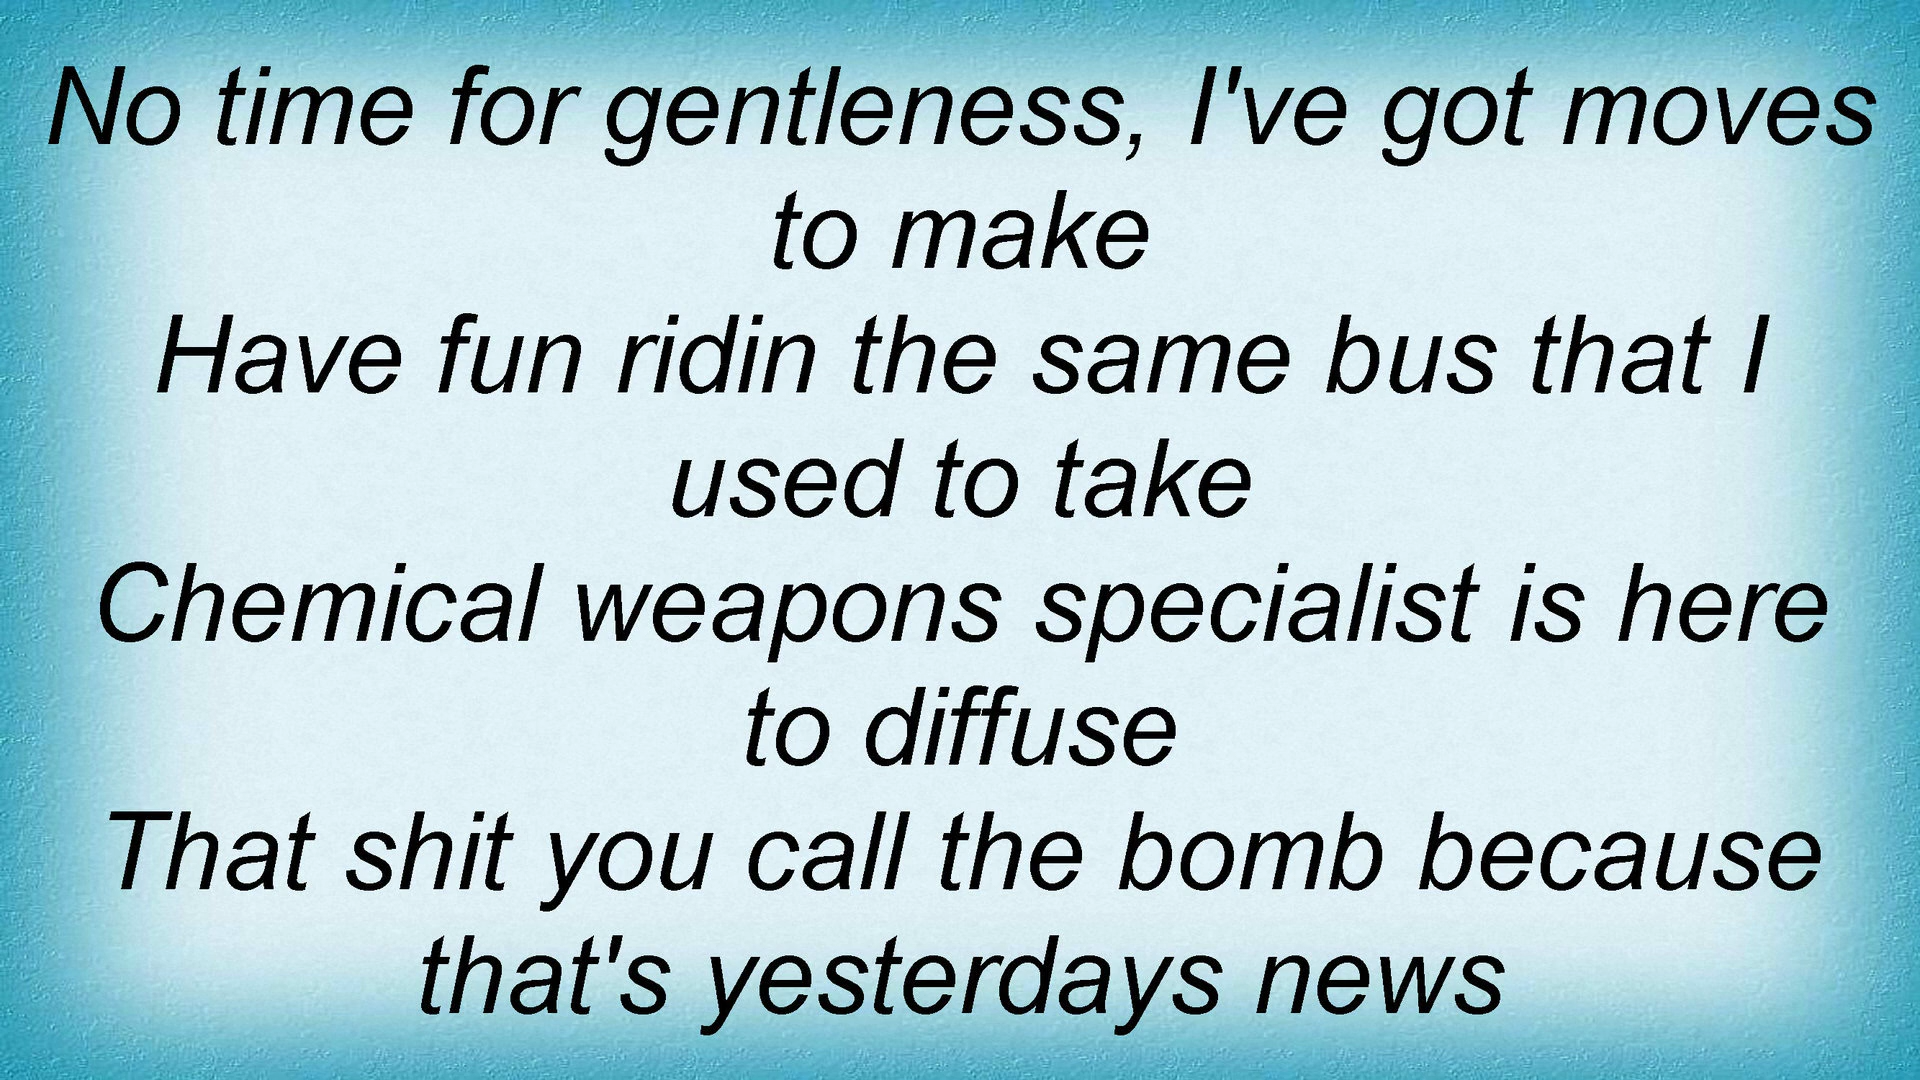 No time for gentleness, I've got moves
to make
Have fun ridin the same bus that I
used to take
Chemical weapons specialist is here
to diffuse
That shit you call the bomb because
that's yesterdays news